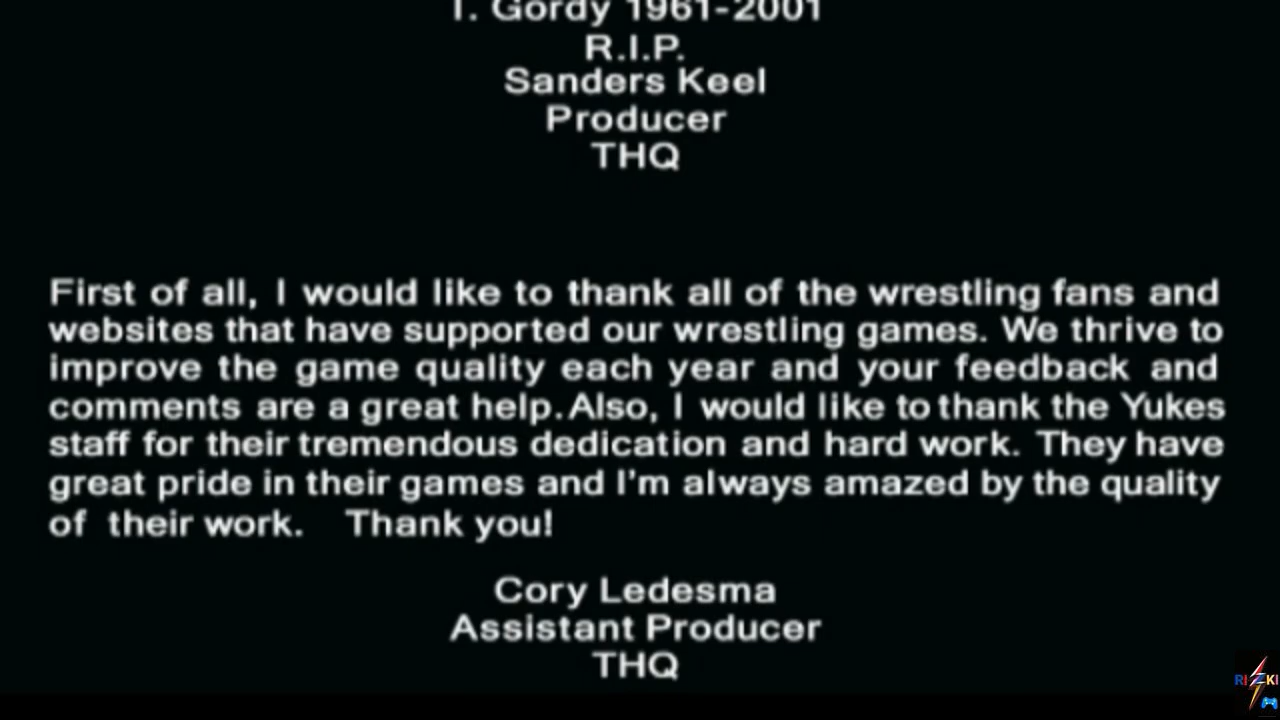 T. Gordy 1961-2001
R.I.P.
Sanders Keel
Producer
THQ
First of all, I would like to thank all of the wrestling fans and
websites that have supported our wrestling games. We thrive to
improve the game quality each year and your feedback and
comments are a great help. Also, I would like to thank the Yukes
staff for their tremendous dedication and hard work. They have
great pride in their games and I'm always amazed by the quality
of their work. Thank you!
Cory Ledesma
Assistant Producer
THQ
RIZKI